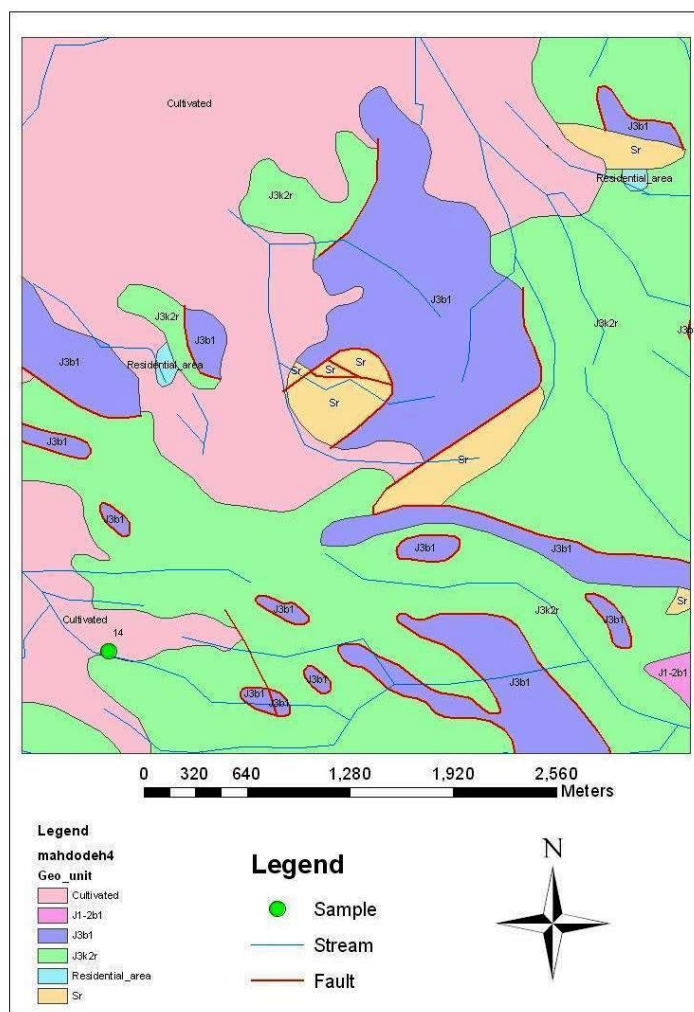 Cultivated
J3b1
Sr
Residential_area
J3k2r
J3b1
J3k2r
J3b1
J3k2r
J3b
J3b1
Residential_area
Sr
Sr
Sr
J3b1
Sr
J3b1
J3b1
J3b1
J3b1
Sr
J3b1
J3k2r
J3b1
Cultivated
14
J3b1
J1-2b1
J3b1
J3b1
J3b1
0 320 640 1,280 1,920 2,560
Meters
Legend
mahdodeh4
Geo_unit
Cultivated
J1-2b1
J3b1
J3k2r
Residential_area
Sr
Legend
Sample
Stream
Fault
N